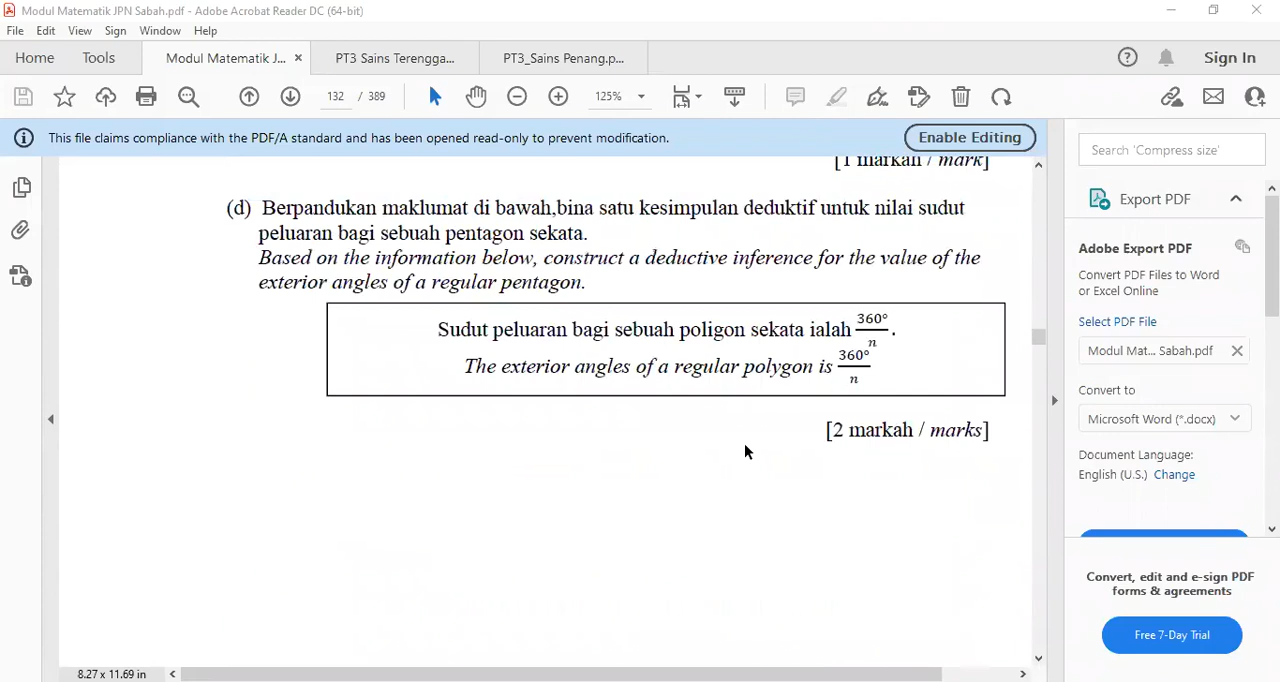 Modul Matematik JPN Sabah.pdf - Adobe Acrobat Reader DC (64-bit)
File Edit View Sign Window Help
Home Tools Modul Matematik J... × PT3 Sains Terengga... PT3_Sains Penang.p... Sign In
132 / 389 125%
This file claims compliance with the PDF/A standard and has been opened read-only to prevent modification. Enable Editing
[1 markah / mark]
(d) Berpandukan maklumat di bawah,bina satu kesimpulan deduktif untuk nilai sudut
peluaran bagi sebuah pentagon sekata.
Based on the information below, construct a deductive inference for the value of the
exterior angles of a regular pentagon.
Sudut peluaran bagi sebuah poligon sekata ialah 360°/n.
The exterior angles of a regular polygon is 360°/n
[2 markah / marks]
8.27 x 11.69 in
Search 'Compress size'
Export PDF
Adobe Export PDF
Convert PDF Files to Word
or Excel Online
Select PDF File
Modul Mat... Sabah.pdf
Convert to
Microsoft Word (*.docx)
Document Language:
English (U.S.) Change
Convert, edit and e-sign PDF
forms & agreements
Free 7-Day Trial